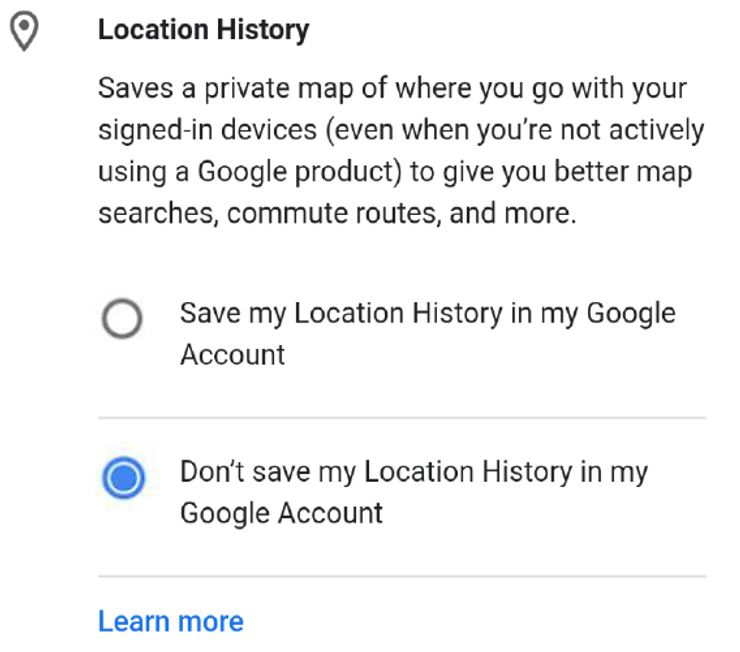 Location History
Saves a private map of where you go with your
signed-in devices (even when you’re not actively
using a Google product) to give you better map
searches, commute routes, and more.
Save my Location History in my Google
Account
Don’t save my Location History in my
Google Account
Learn more